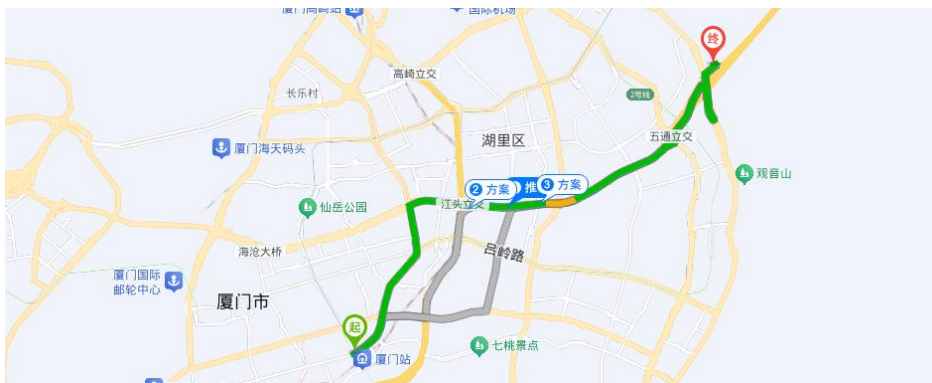 厦门高崎站
国际机场
终
高崎立交
长乐村
2号线
湖里区
五通立交
厦门海天码头
观音山
2 方案
推
3 方案
仙岳公园
江头立交
海沧大桥
吕岭路
厦门国际
邮轮中心
厦门市
起
七桃景点
厦门站